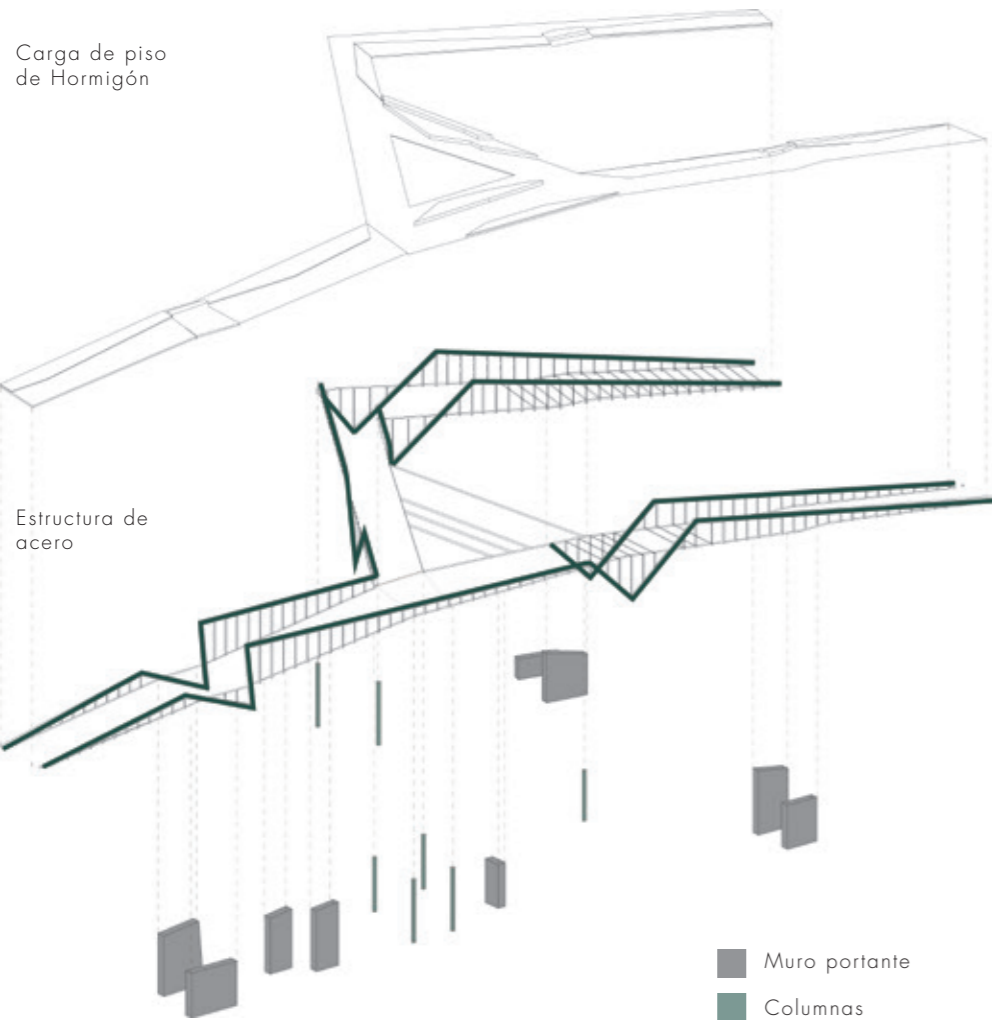 Carga de piso
de Hormigón
Estructura de
acero
Muro portante
Columnas